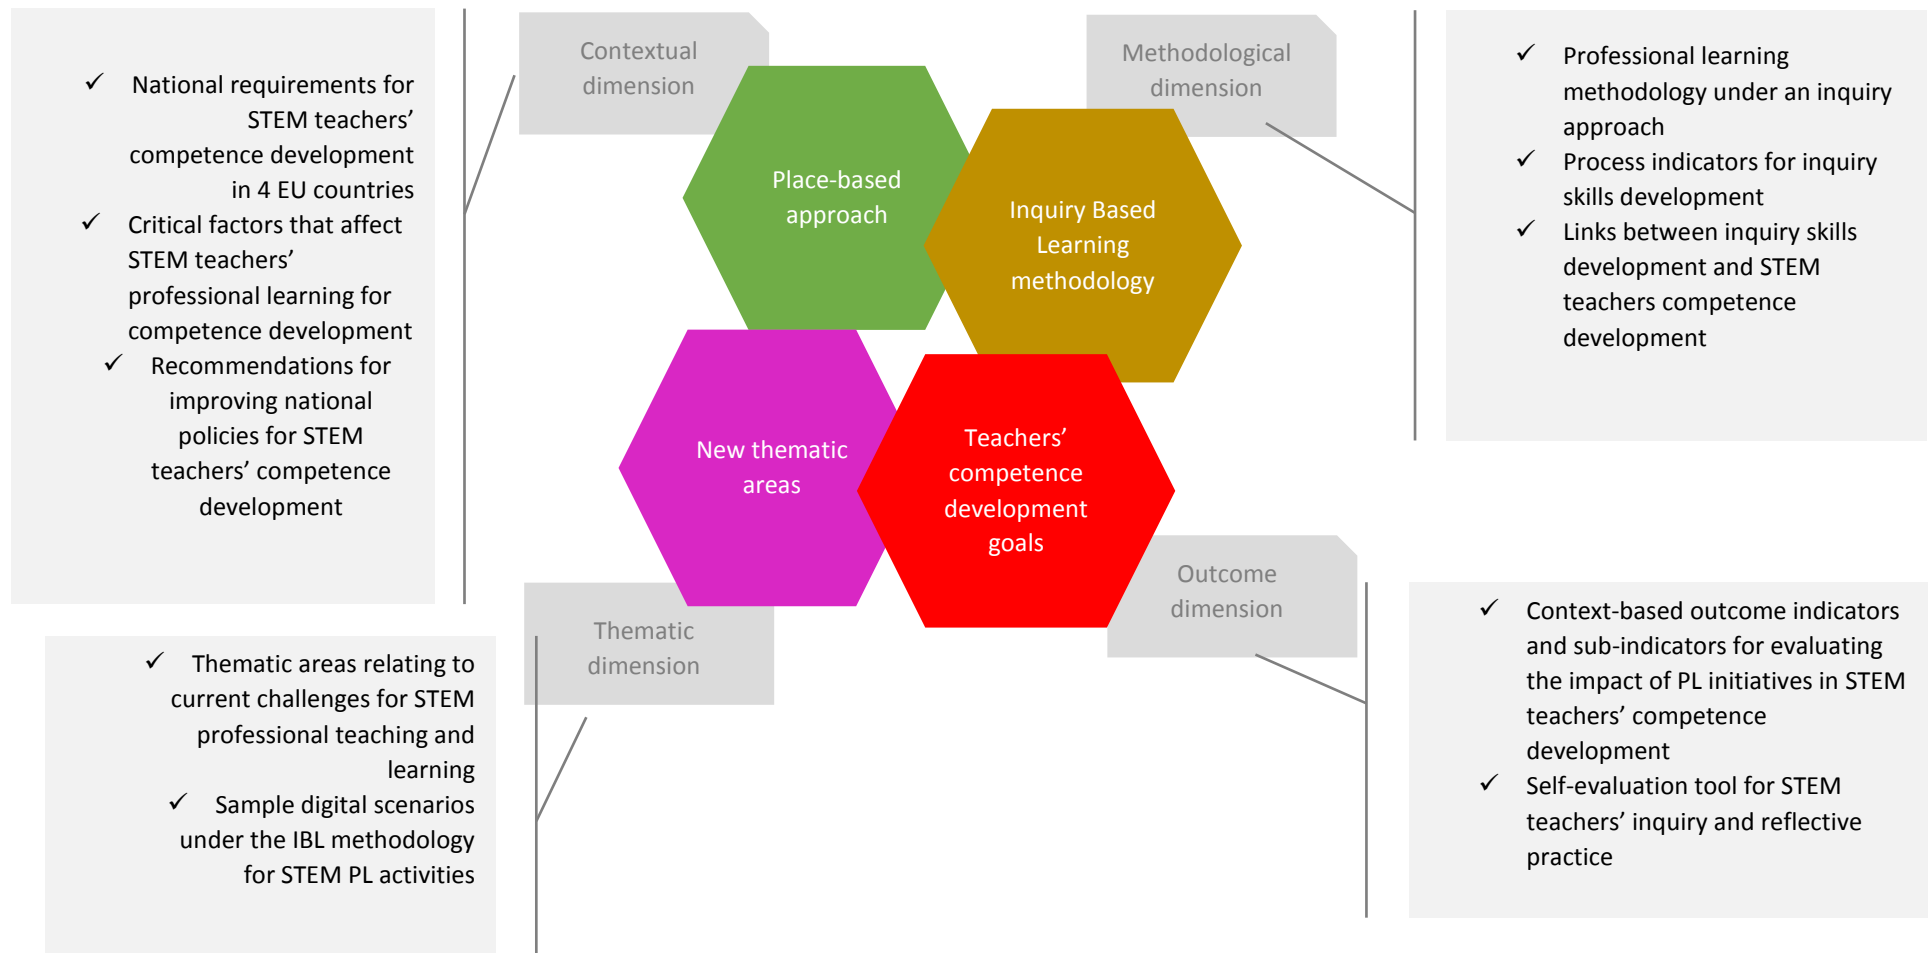 Contextual
dimension
Methodological
dimension
✓ National requirements for
STEM teachers’
competence development
in 4 EU countries
✓ Critical factors that affect
STEM teachers’
professional learning for
competence development
✓ Recommendations for
improving national
policies for STEM
teachers’ competence
development
Place-based
approach
Inquiry Based
Learning
methodology
✓ Professional learning
methodology under an inquiry
approach
✓ Process indicators for inquiry
skills development
✓ Links between inquiry skills
development and STEM
teachers competence
development
New thematic
areas
Teachers’
competence
development
goals
Thematic
dimension
Outcome
dimension
✓ Thematic areas relating to
current challenges for STEM
professional teaching and
learning
✓ Sample digital scenarios
under the IBL methodology
for STEM PL activities
✓ Context-based outcome indicators
and sub-indicators for evaluating
the impact of PL initiatives in STEM
teachers’ competence
development
✓ Self-evaluation tool for STEM
teachers’ inquiry and reflective
practice